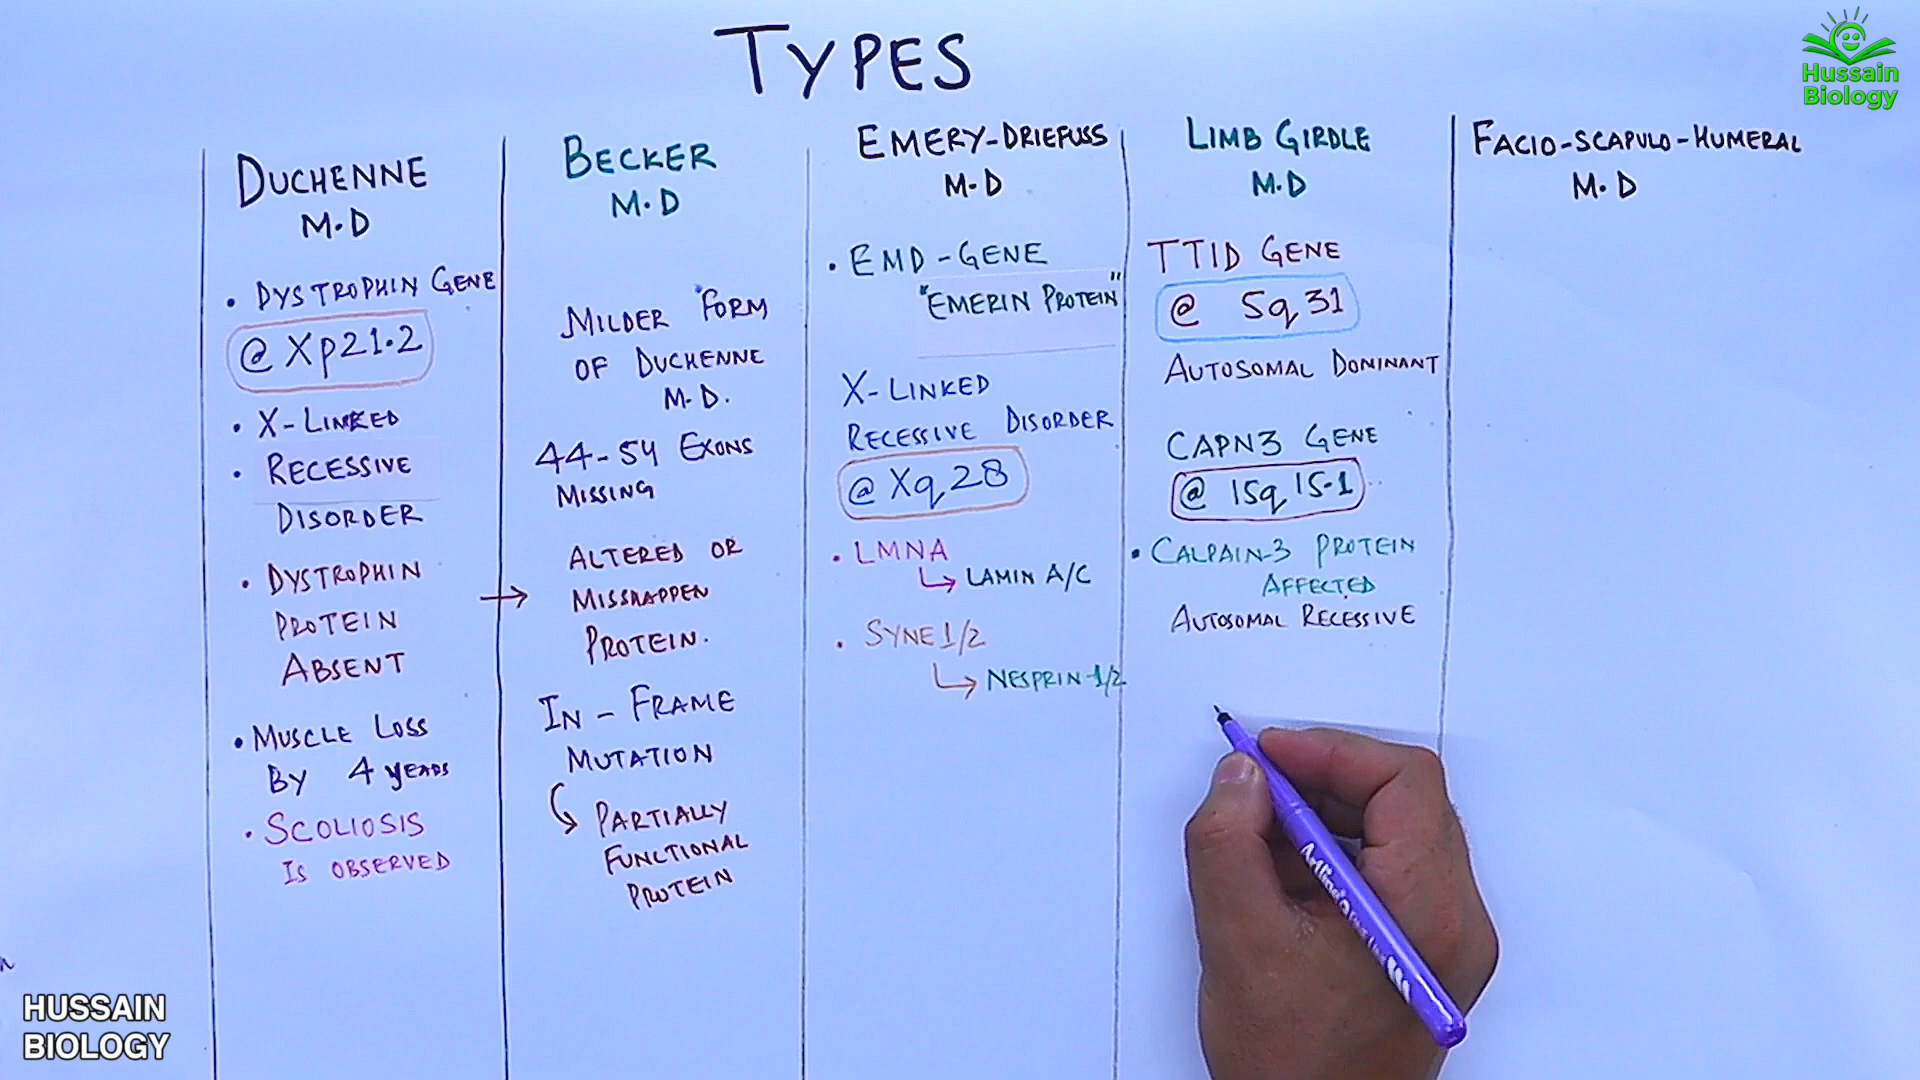 TYPES
Hussain
Biology
DUCHENNE
M.D
• DYSTROPHIN GENE
@ Xp21.2
• X-LINKED
• RECESSIVE
DISORDER
• DYSTROPHIN
PROTEIN
ABSENT
• MUSCLE LOSS
BY 4 YEARS
• SCOLIOSIS
IS OBSERVED
BECKER
M.D
MILDER FORM
OF DUCHENNE
M.D.
44-54 EXONS
MISSING
→ ALTERED OR
MISSHAPPEN
PROTEIN.
IN-FRAME
MUTATION
PARTIALLY
FUNCTIONAL
PROTEIN
EMERY-DRIEFUSS
M.D
• EMD-GENE
"EMERIN PROTEIN"
X-LINKED
RECESSIVE DISORDER
@ Xq28
• LMNA
↳ LAMIN A/C
• SYNE1/2
↳ NESPRIN-1/2
LIMB GIRDLE
M.D
TTID GENE
@ 5q31
AUTOSOMAL DOMINANT
CAPN3 GENE
@ 15q15.1
• CALPAIN-3 PROTEIN
AFFECTED
AUTOSOMAL RECESSIVE
FACIO-SCAPULO-HUMERAL
M.D
Artline
HUSSAIN
BIOLOGY